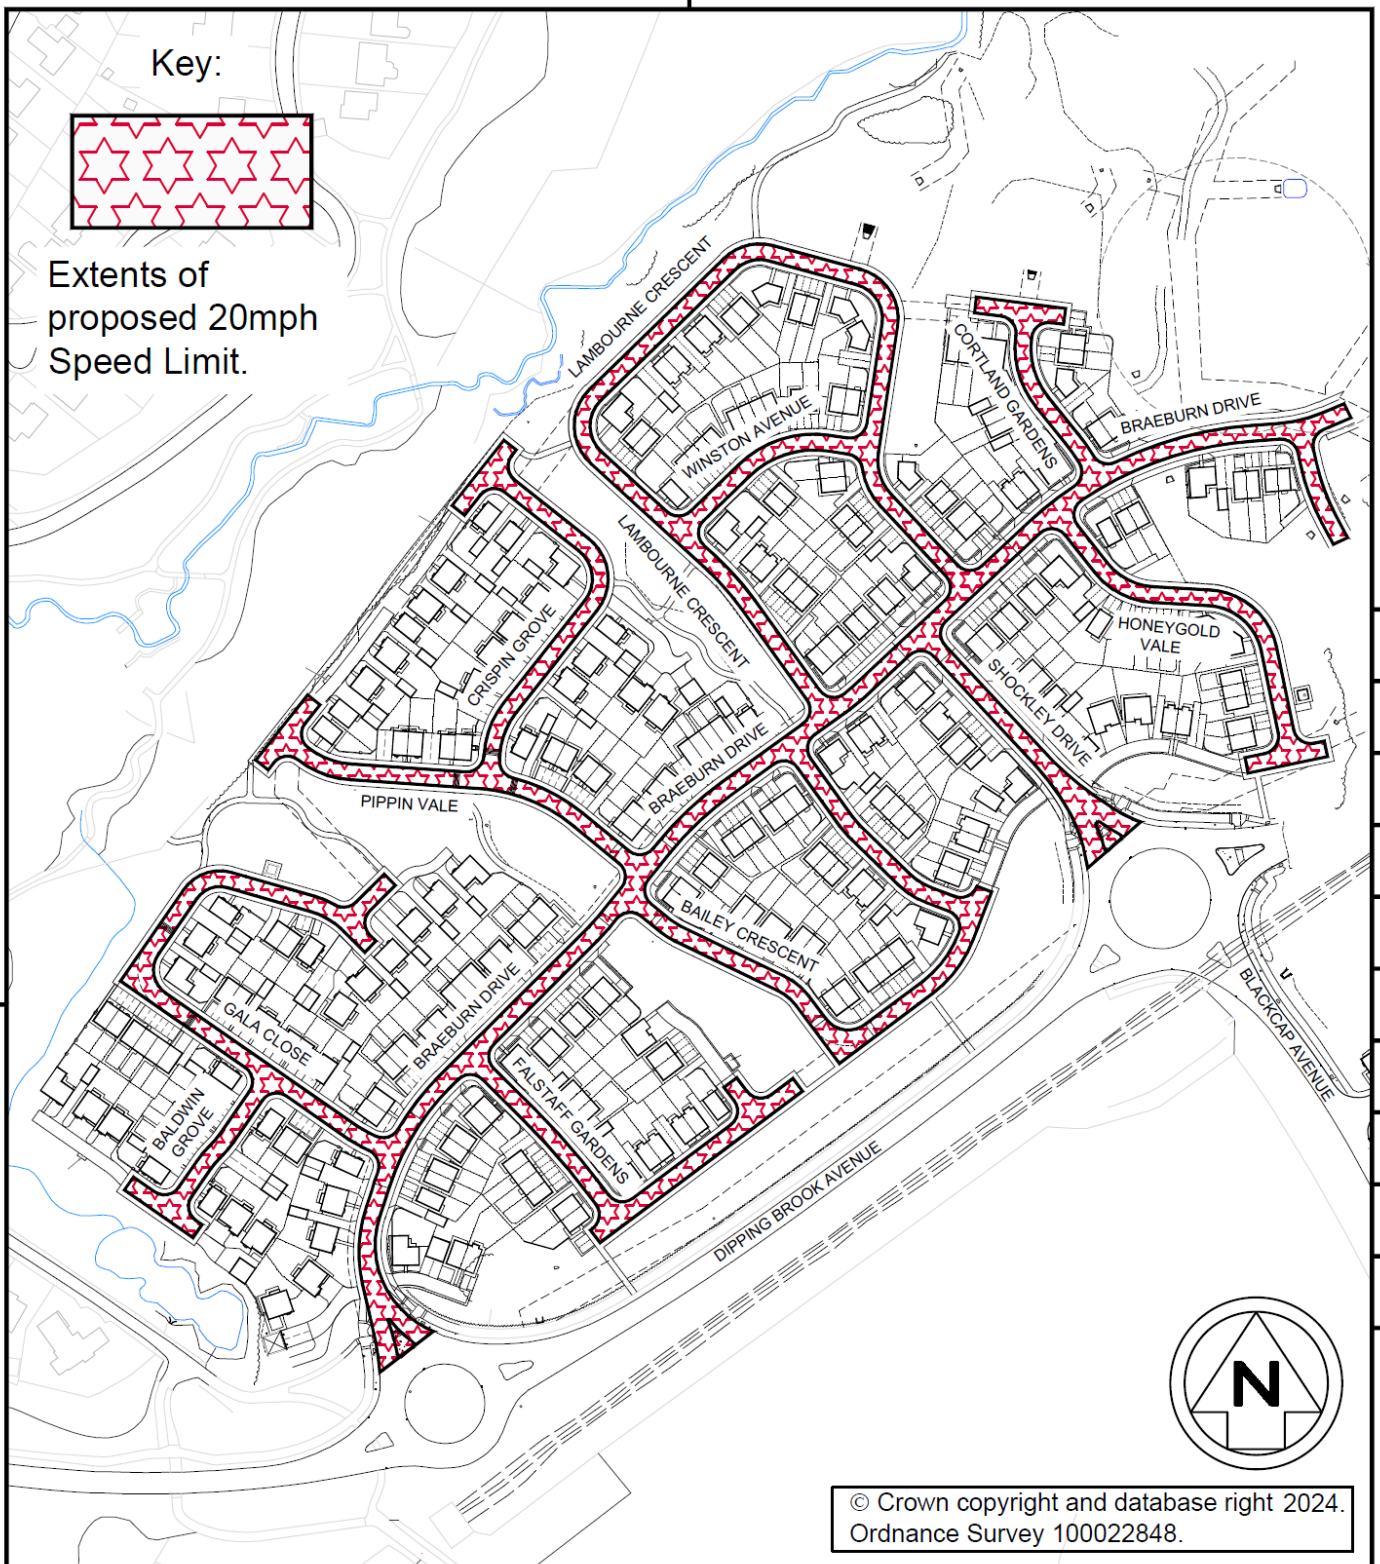 Key:
Extents of
proposed 20mph
Speed Limit.
LAMBOURNE CRESCENT
WINSTON AVENUE
CORTLAND GARDENS
BRAEBURN DRIVE
LAMBOURNE CRESCENT
CRISPIN GROVE
HONEYGOLD
VALE
SHOCKLEY DRIVE
BRAEBURN DRIVE
PIPPIN VALE
BAILEY CRESCENT
BRAEBURN DRIVE
GALA CLOSE
BALDWIN
GROVE
FALSTAFF GARDENS
DIPPING BROOK AVENUE
BLACKCAP AVENUE
N
© Crown copyright and database right 2024.
Ordnance Survey 100022848.